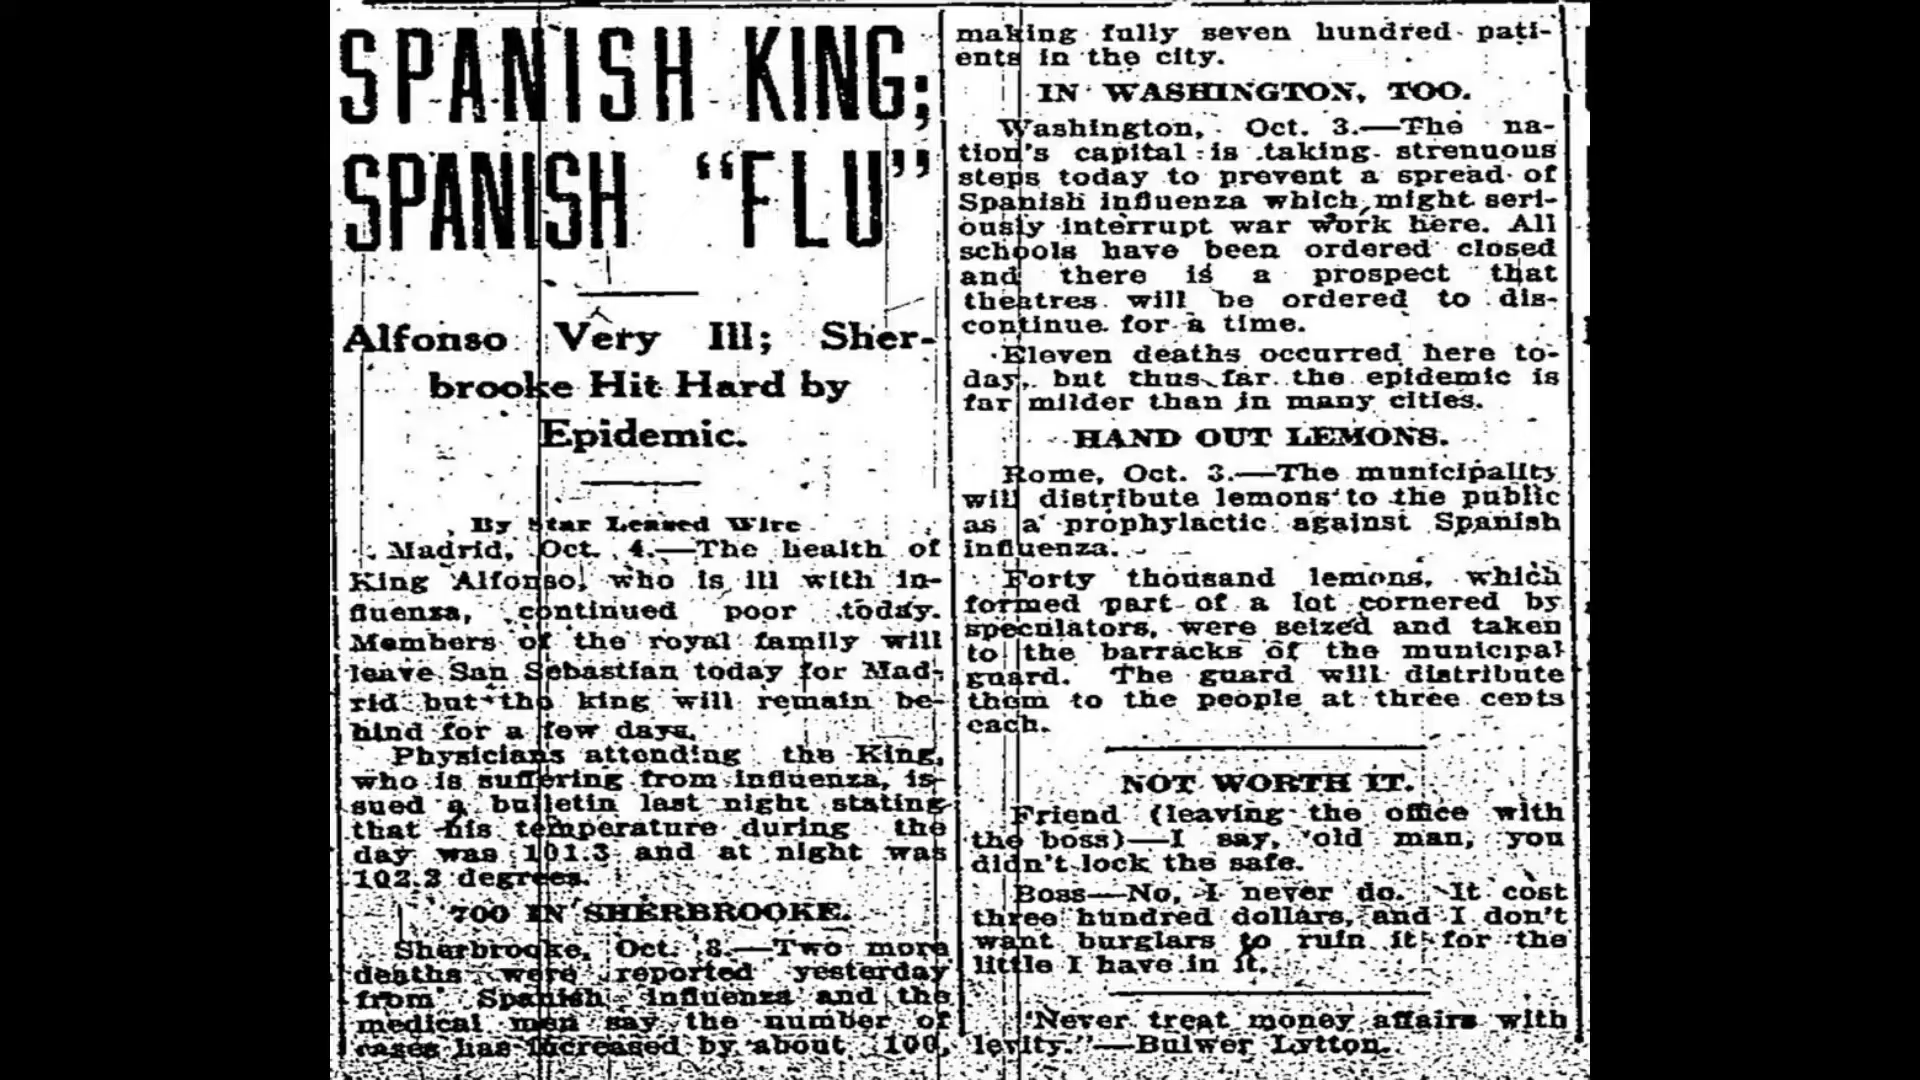 SPANISH KING;
SPANISH "FLU"
Alfonso Very Ill; Sher-
brooke Hit Hard by
Epidemic.
By Star Leased Wire
Madrid, Oct. 4.—The health of
King Alfonso, who is ill with in-
fluenza, continued poor today.
Members of the royal family will
leave San Sebastian today for Mad-
rid but the king will remain be-
hind for a few days.
Physicians attending the King,
who is suffering from influenza, is-
sued a bulletin last night stating
that his temperature during the
day was 101.3 and at night was
102.2 degrees.
700 IN SHERBROOKE.
Sherbrooke, Oct. 3.—Two more
deaths were reported yesterday
from Spanish influenza and the
medical men say the number of
cases has increased by about 100,
making fully seven hundred pati-
ents in the city.
IN WASHINGTON, TOO.
Washington, Oct. 3.—The na-
tion's capital is taking strenuous
steps today to prevent a spread of
Spanish influenza which might seri-
ously interrupt war work here. All
schools have been ordered closed
and there is a prospect that
theatres will be ordered to dis-
continue for a time.
Eleven deaths occurred here to-
day, but thus far the epidemic is
far milder than in many cities.
HAND OUT LEMONS.
Rome, Oct. 3.—The municipality
will distribute lemons to the public
as a prophylactic against Spanish
influenza.
Forty thousand lemons, which
formed part of a lot cornered by
speculators, were seized and taken
to the barracks of the municipal
guard. The guard will distribute
them to the people at three cents
each.
NOT WORTH IT.
Friend (leaving the office with
the boss)—I say, old man, you
didn't lock the safe.
Boss—No, I never do. It cost
three hundred dollars, and I don't
want burglars to ruin it for the
little I have in it.
"Never treat money affairs with
levity."—Bulwer Lytton.